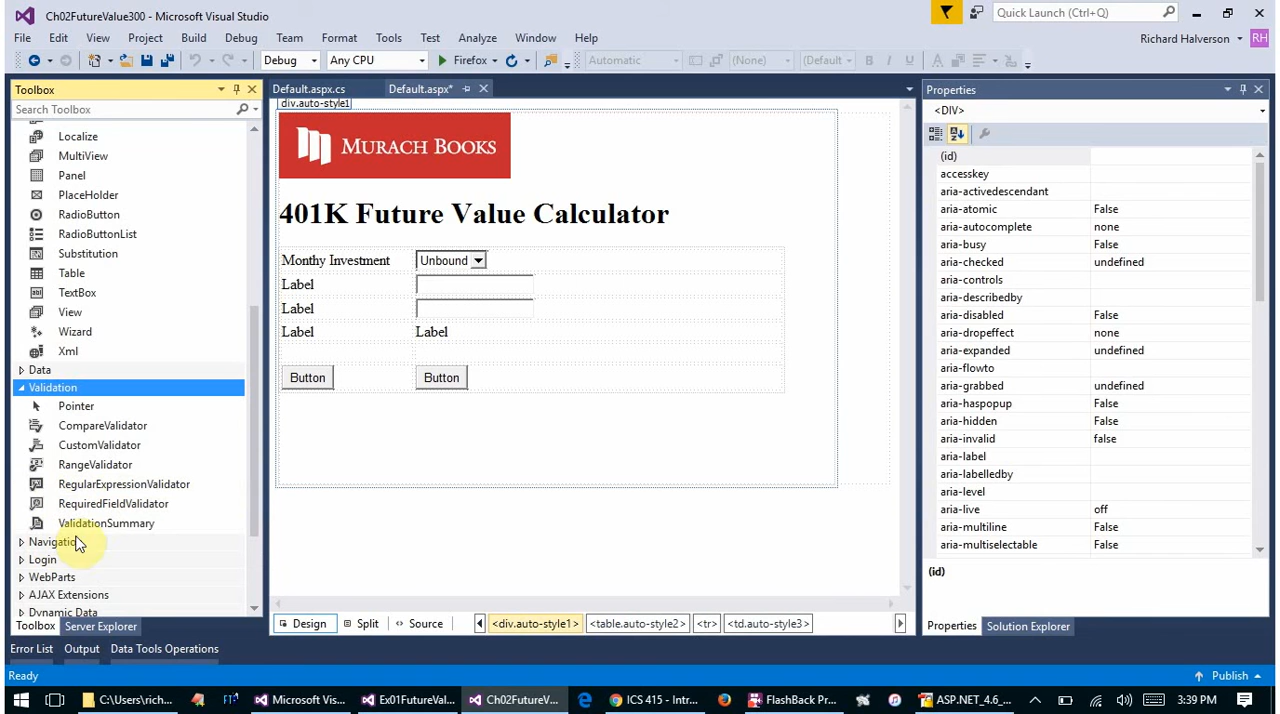 Ch02FutureValue300 - Microsoft Visual Studio
Quick Launch (Ctrl+Q)
File Edit View Project Build Debug Team Format Tools Test Analyze Window Help
Richard Halverson RH
Debug Any CPU Firefox Automatic (None) (Default)
Toolbox
Search Toolbox
Localize
MultiView
Panel
PlaceHolder
RadioButton
RadioButtonList
Substitution
Table
TextBox
View
Wizard
Xml
Data
Validation
Pointer
CompareValidator
CustomValidator
RangeValidator
RegularExpressionValidator
RequiredFieldValidator
ValidationSummary
Navigation
Login
WebParts
AJAX Extensions
Dynamic Data
Toolbox Server Explorer
Default.aspx.cs Default.aspx*
div.auto-style1
MURACH BOOKS
401K Future Value Calculator
Monthy Investment Unbound
Label
Label
Label Label
Button Button
Design Split Source <div.auto-style1> <table.auto-style2> <tr> <td.auto-style3>
Properties
<DIV>
(id)
accesskey
aria-activedescendant
aria-atomic False
aria-autocomplete none
aria-busy False
aria-checked undefined
aria-controls
aria-describedby
aria-disabled False
aria-dropeffect none
aria-expanded undefined
aria-flowto
aria-grabbed undefined
aria-haspopup False
aria-hidden False
aria-invalid false
aria-label
aria-labelledby
aria-level
aria-live off
aria-multiline False
aria-multiselectable False
(id)
Properties Solution Explorer
Error List Output Data Tools Operations
Ready
Publish
C:\Users\rich... Microsoft Vis... Ex01FutureVal... Ch02FutureV... ICS 415 - Intr... FlashBack Pr... ASP.NET_4.6_... 3:39 PM